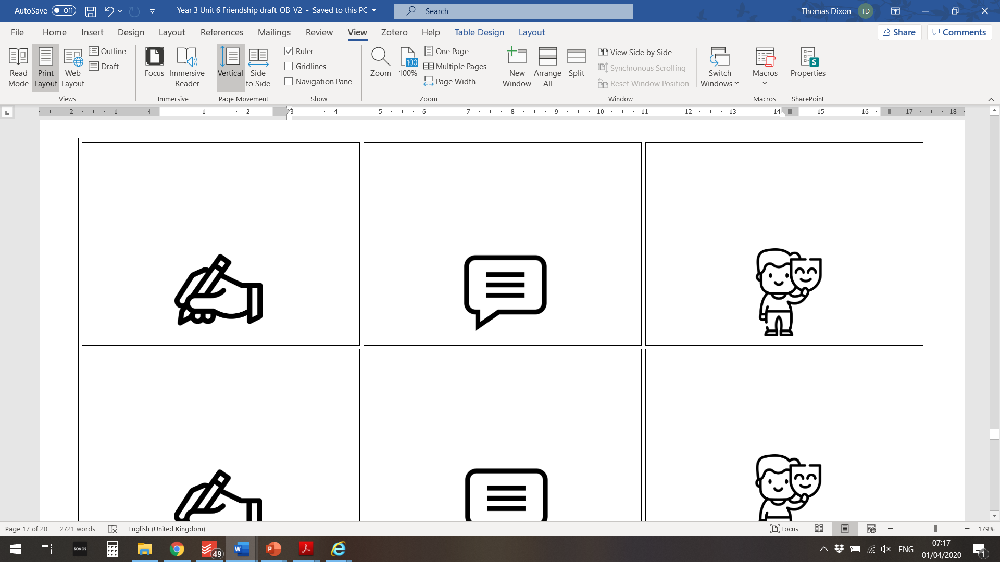 AutoSave Off Year 3 Unit 6 Friendship draft_OB_V2 - Saved to this PC Search Thomas Dixon TD
File Home Insert Design Layout References Mailings Review View Zotero Help Table Design Layout Share Comments
Read Mode
Print Layout
Web Layout
Outline
Draft
Views
Focus
Immersive Reader
Immersive
Vertical
Side to Side
Page Movement
Ruler
Gridlines
Navigation Pane
Show
Zoom
100
100%
One Page
Multiple Pages
Page Width
Zoom
New Window
Arrange All
Split
View Side by Side
Synchronous Scrolling
Reset Window Position
Switch Windows
Window
Macros
Macros
S
Properties
SharePoint
2 1 1 2 3 4 5 6 7 8 9 10 11 12 13 14 15 16 17 18
Page 17 of 20 2721 words English (United Kingdom) Focus 179%
SONOS 49 W P ENG
07:17
01/04/2020
1